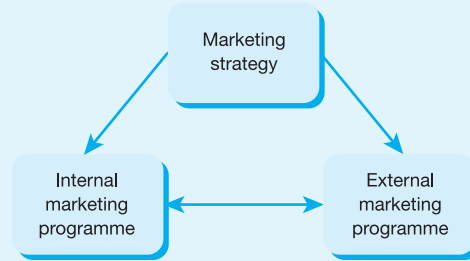 Marketing
strategy
Internal
marketing
programme
External
marketing
programme